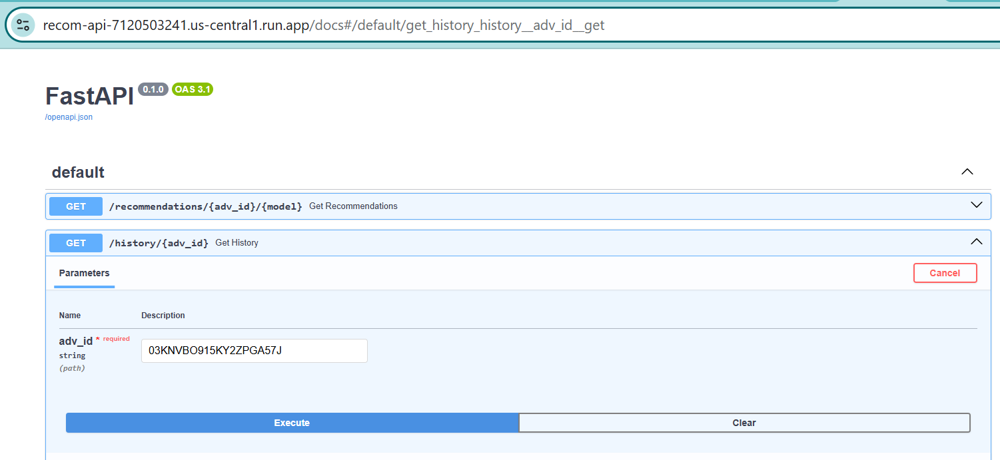 recom-api-7120503241.us-central1.run.app/docs#/default/get_history_history__adv_id__get
FastAPI 0.1.0 OAS 3.1
/openapi.json
default
GET /recommendations/{adv_id}/{model} Get Recommendations
GET /history/{adv_id} Get History
Parameters Cancel
Name Description
adv_id * required
string
(path)
03KNVBO915KY2ZPGA57J
Execute Clear